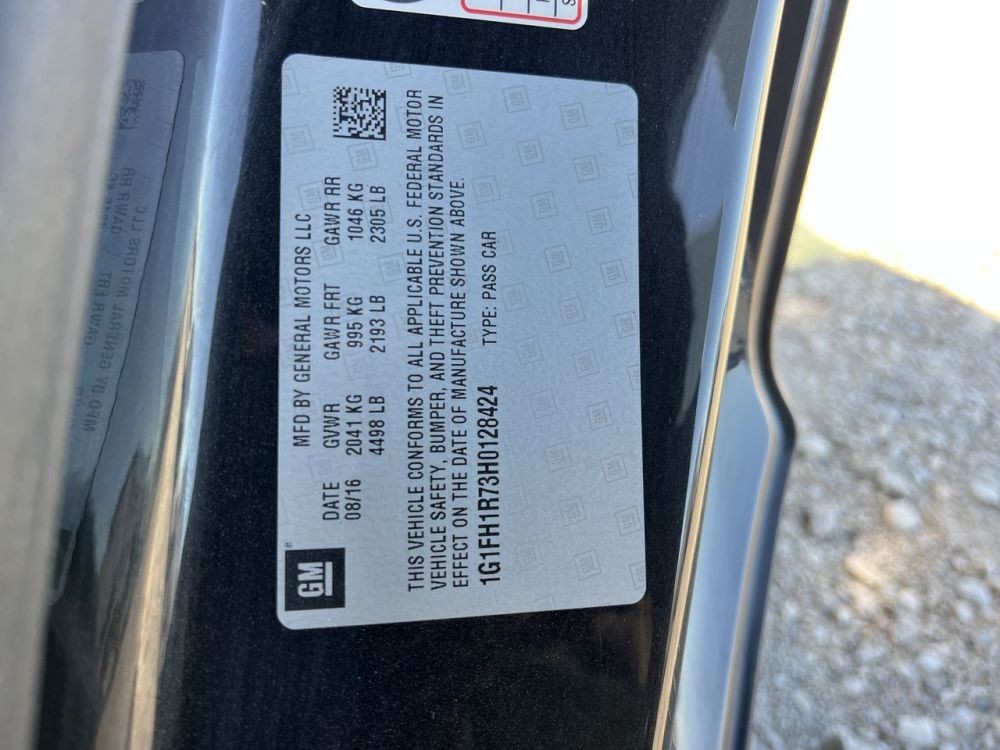 GM
MFD BY GENERAL MOTORS LLC
DATE GVWR GAWR FRT GAWR RR
08/16 2041 KG 995 KG 1046 KG
4498 LB 2193 LB 2305 LB
THIS VEHICLE CONFORMS TO ALL APPLICABLE U.S. FEDERAL MOTOR
VEHICLE SAFETY, BUMPER, AND THEFT PREVENTION STANDARDS IN
EFFECT ON THE DATE OF MANUFACTURE SHOWN ABOVE.
1G1FH1R73H0128424 TYPE: PASS CAR